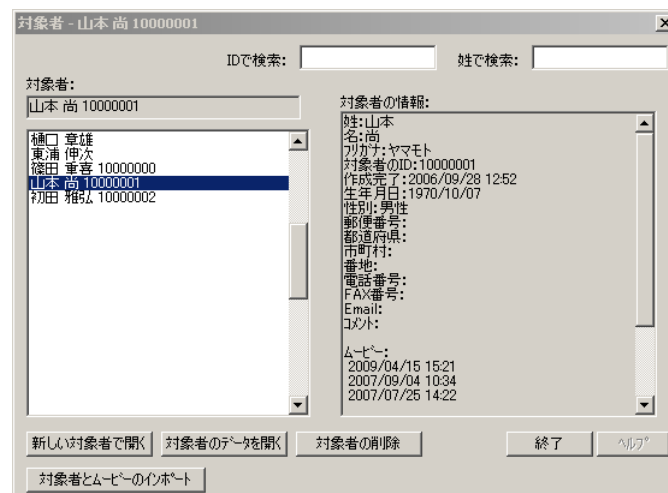 対象者 - 山本 尚 10000001
IDで検索:
姓で検索:
対象者:
山本 尚 10000001
樋口 章雄
東浦 伸次
篠田 重喜 10000000
山本 尚 10000001
初田 雅弘 10000002
対象者の情報:
姓:山本
名:尚
フリガナ:ヤマモト
対象者のID:10000001
作成完了:2006/09/28 12:52
生年月日:1970/10/07
性別:男性
郵便番号:
都道府県:
市町村:
番地:
電話番号:
FAX番号:
Email:
コメント:
ムービー:
2009/04/15 15:21
2007/09/04 10:34
2007/07/25 14:22
新しい対象者で開く
対象者のデータを開く
対象者の削除
終了
ヘルプ
対象者とムービーのインポート